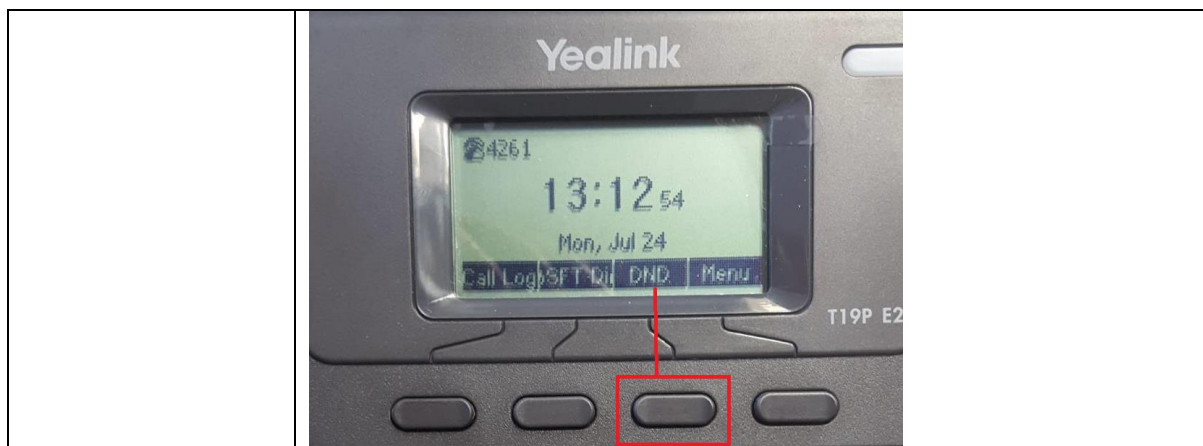 Yealink
4261
13:12 54
Mon, Jul 24
Call Log SFT Dir DND Menu
T19P E2